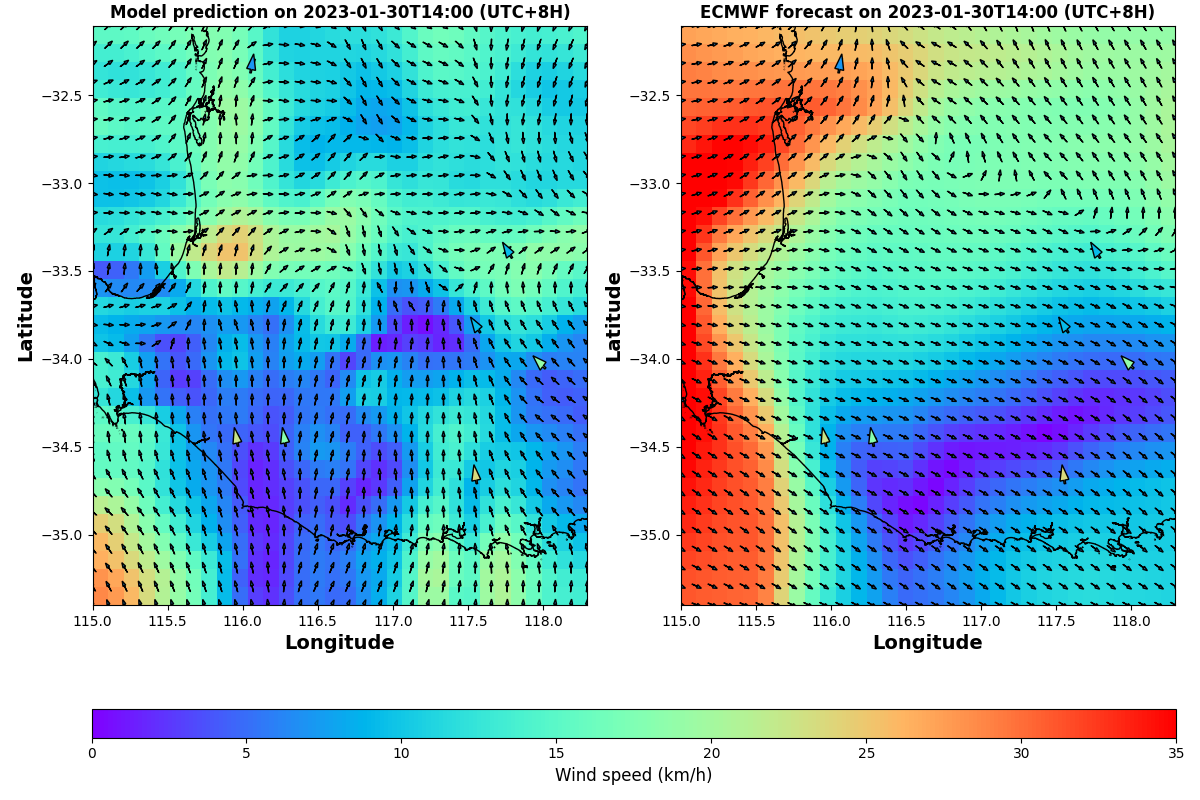 Model prediction on 2023-01-30T14:00 (UTC+8H)
ECMWF forecast on 2023-01-30T14:00 (UTC+8H)
Latitude
−32.5
−33.0
−33.5
−34.0
−34.5
−35.0
115.0 115.5 116.0 116.5 117.0 117.5 118.0
Longitude
Latitude
−32.5
−33.0
−33.5
−34.0
−34.5
−35.0
115.0 115.5 116.0 116.5 117.0 117.5 118.0
Longitude
0 5 10 15 20 25 30 35
Wind speed (km/h)